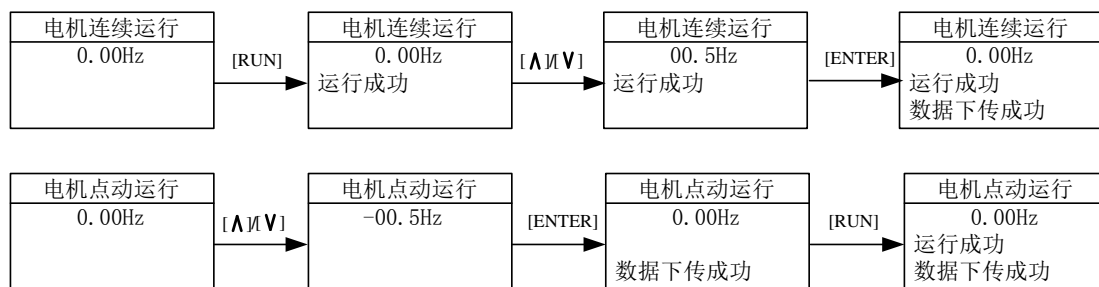 电机连续运行
0.00Hz
[RUN]
电机连续运行
0.00Hz
运行成功
[∧]/[∨]
电机连续运行
00.5Hz
运行成功
[ENTER]
电机连续运行
0.00Hz
运行成功
数据下传成功
电机点动运行
0.00Hz
[∧]/[∨]
电机点动运行
-00.5Hz
[ENTER]
电机点动运行
0.00Hz
数据下传成功
[RUN]
电机点动运行
0.00Hz
运行成功
数据下传成功